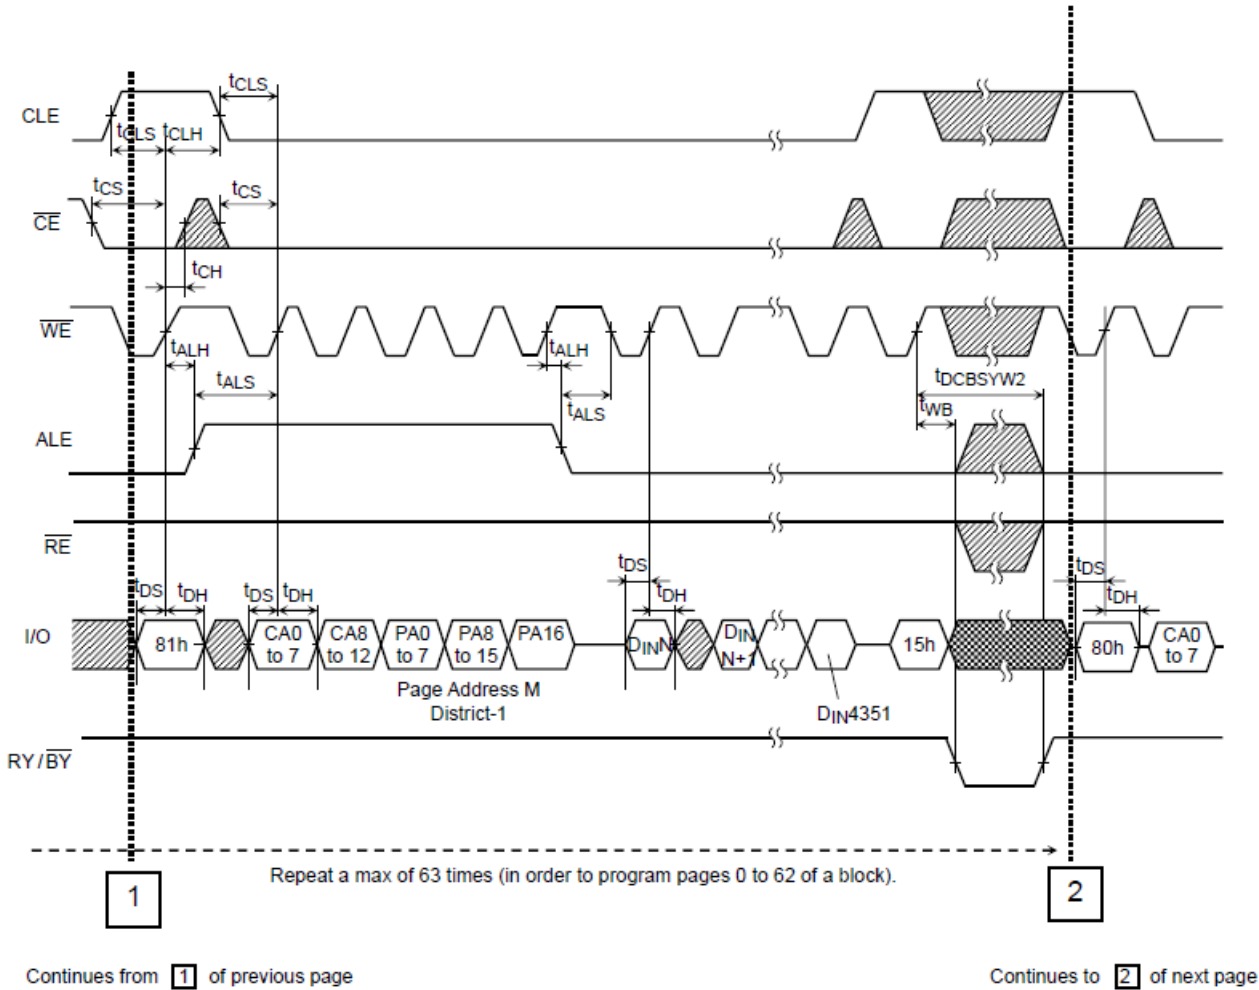 tCLS
CLE
tCLS tCLH
tCS tCS
CE
tCH
WE
tALH tALH
tALS tDCBSYW2
tALS tWB
ALE
RE
tDS tDS
tDS tDH tDS tDH tDH tDH
I/O 81h CA0 to 7 CA8 to 12 PA0 to 7 PA8 to 15 PA16 DINN DIN N+1 15h 80h CA0 to 7
Page Address M
District-1
DIN4351
RY/BY
Repeat a max of 63 times (in order to program pages 0 to 62 of a block).
1 2
Continues from 1 of previous page
Continues to 2 of next page